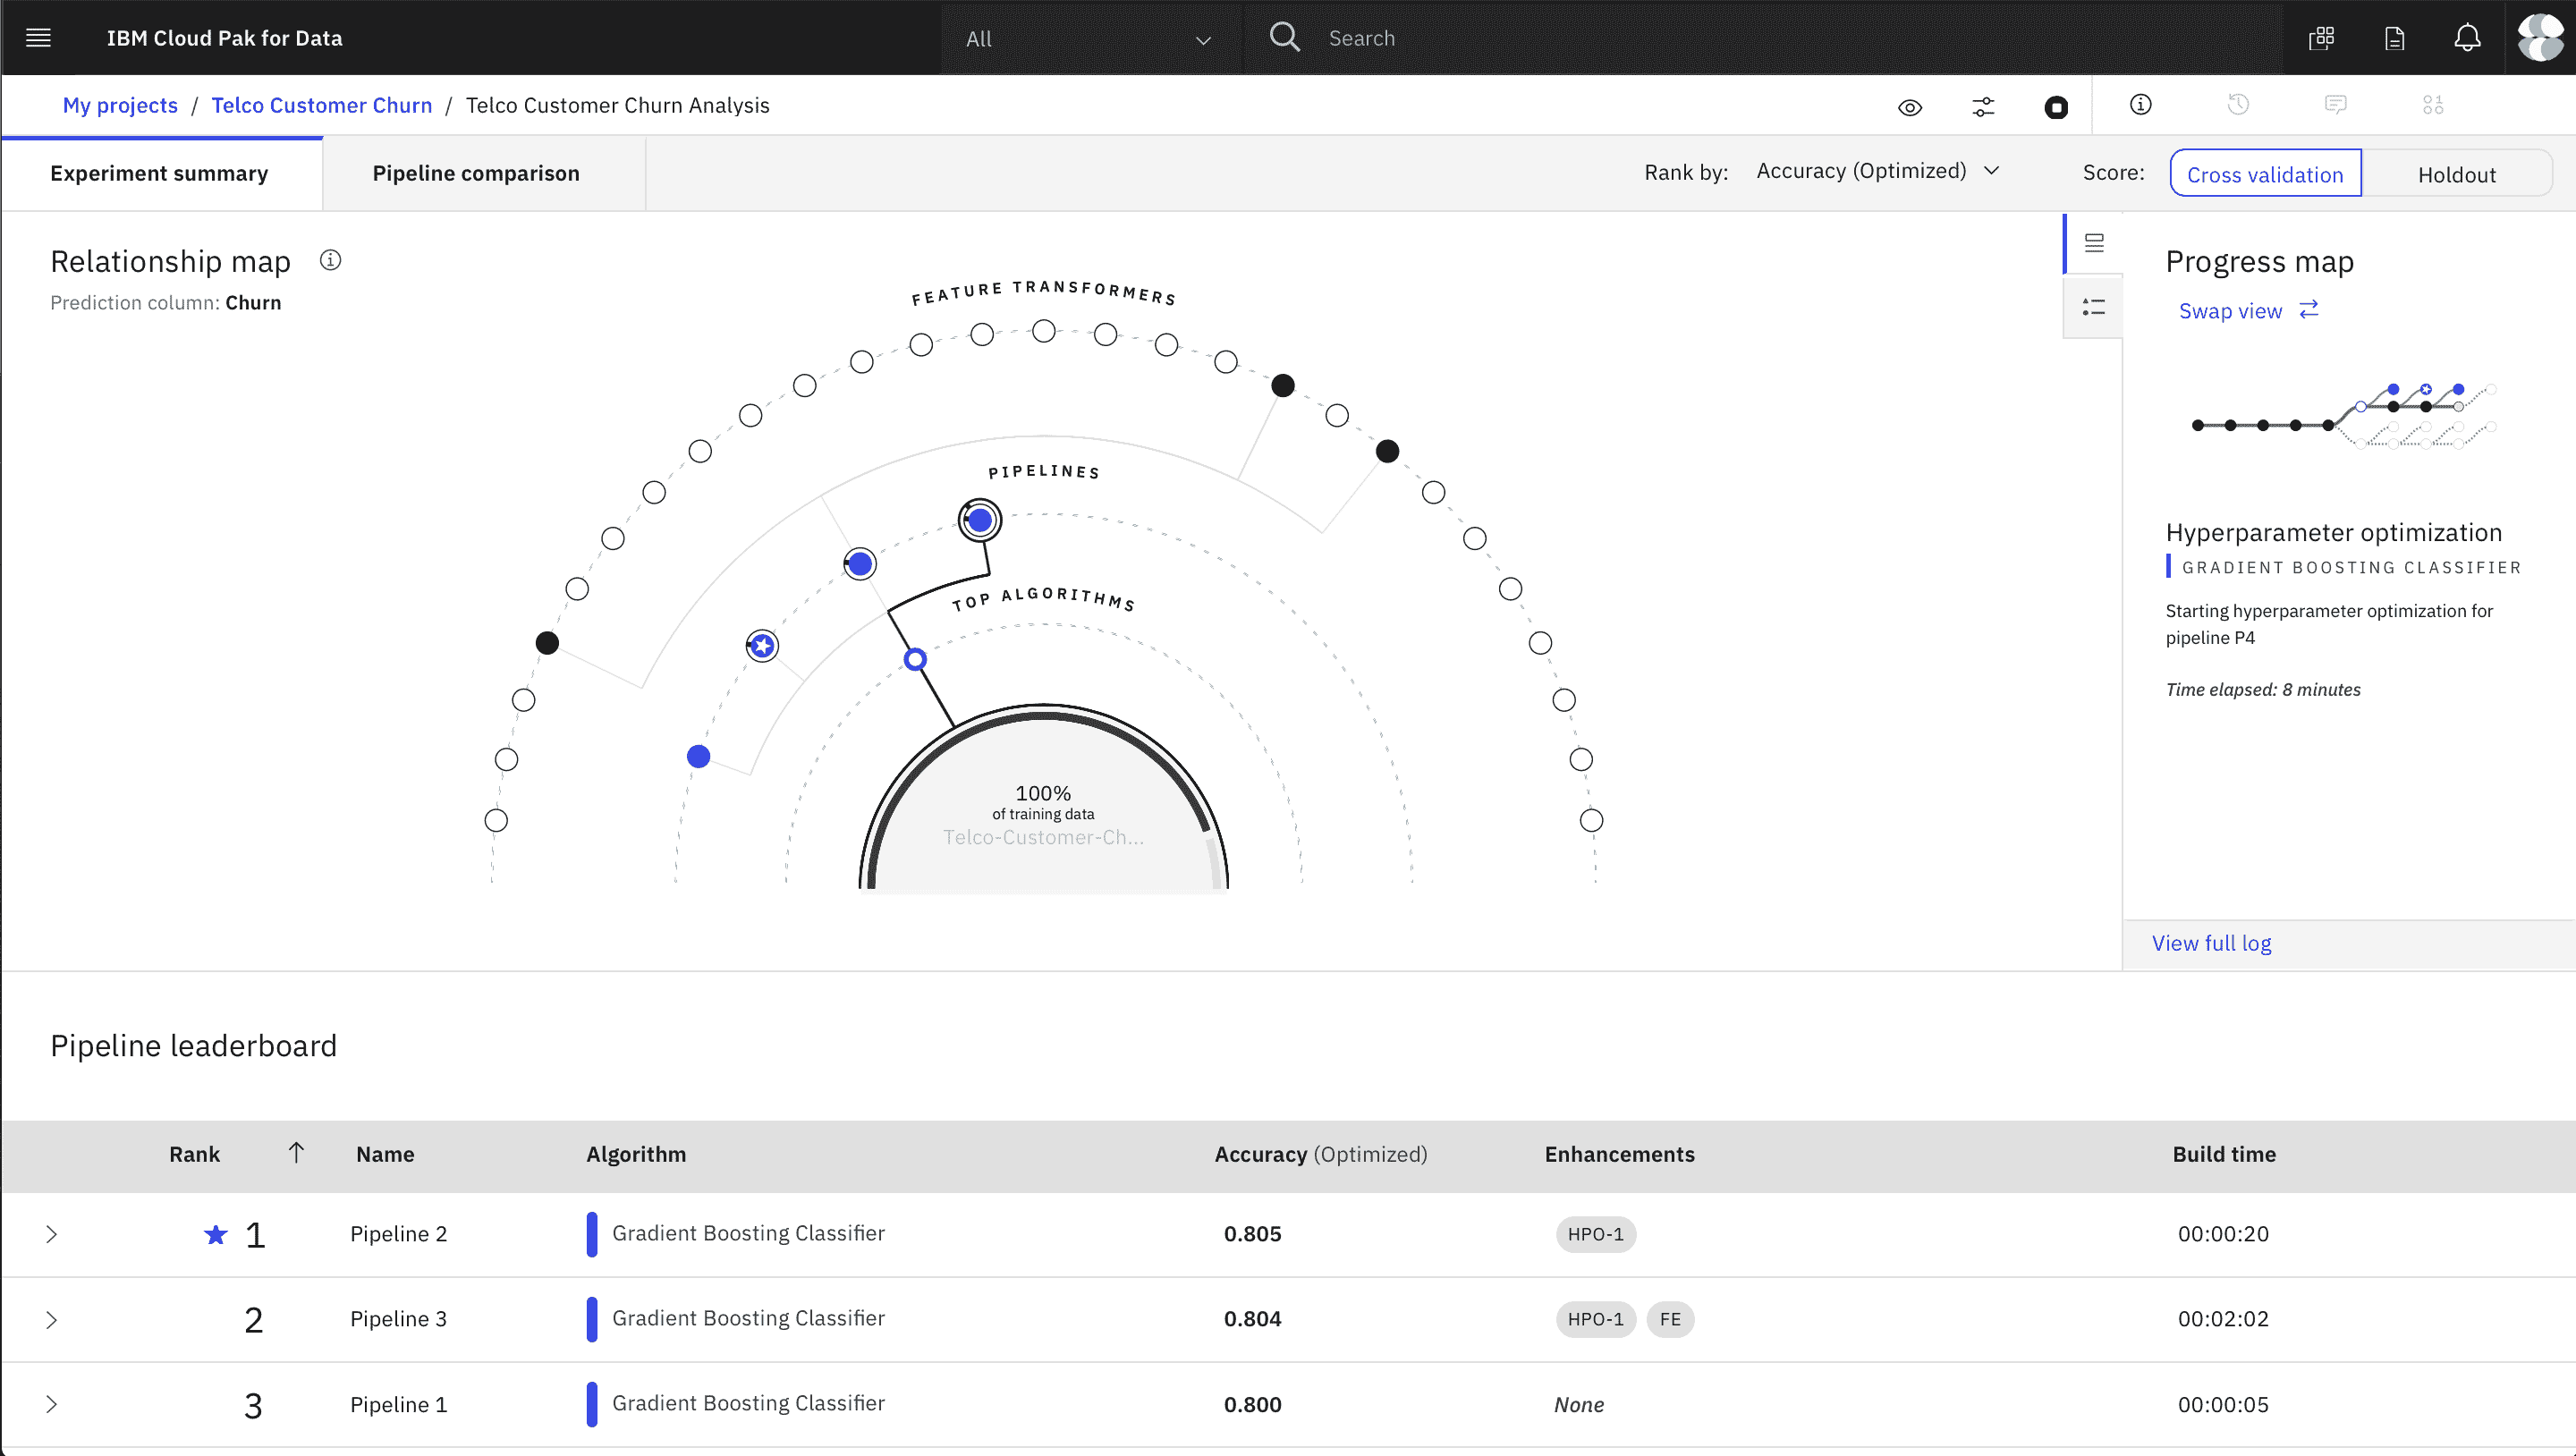 IBM Cloud Pak for Data
All
Search
My projects / Telco Customer Churn / Telco Customer Churn Analysis
Experiment summary
Pipeline comparison
Rank by: Accuracy (Optimized)
Score: Cross validation Holdout
Relationship map
Prediction column: Churn
FEATURE TRANSFORMERS
PIPELINES
TOP ALGORITHMS
100%
of training data
Telco-Customer-Ch...
Progress map
Swap view
Hyperparameter optimization
GRADIENT BOOSTING CLASSIFIER
Starting hyperparameter optimization for
pipeline P4
Time elapsed: 8 minutes
View full log
Pipeline leaderboard
Rank Name Algorithm Accuracy (Optimized) Enhancements Build time
1 Pipeline 2 Gradient Boosting Classifier 0.805 HPO-1 00:00:20
2 Pipeline 3 Gradient Boosting Classifier 0.804 HPO-1 FE 00:02:02
3 Pipeline 1 Gradient Boosting Classifier 0.800 None 00:00:05